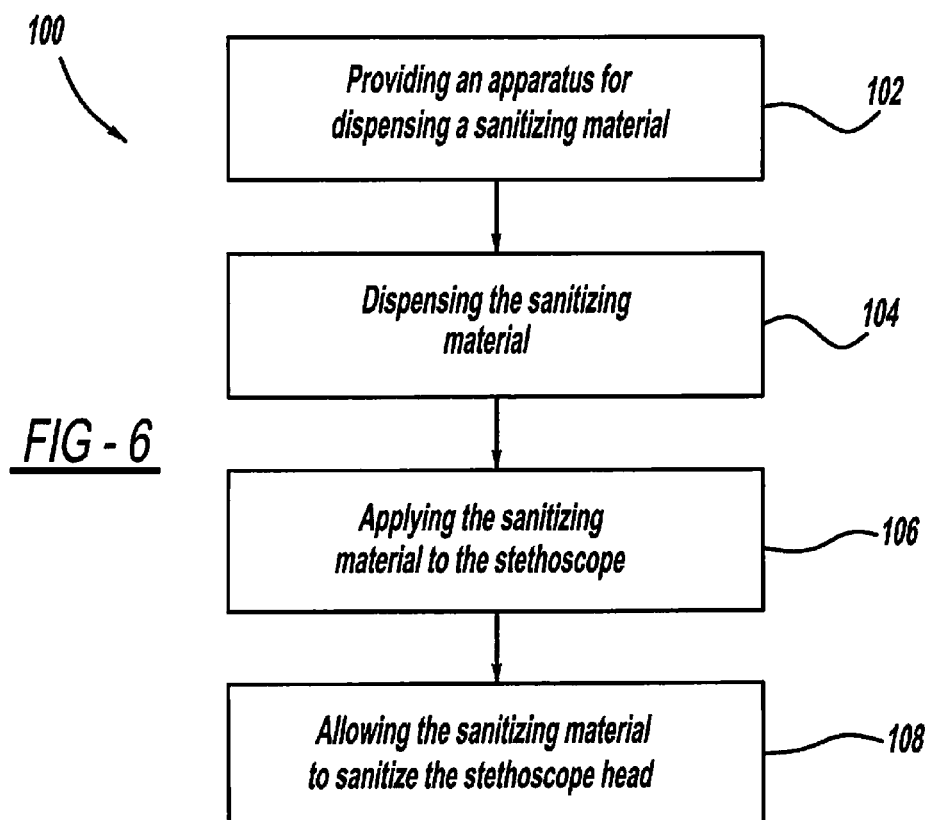 100
Providing an apparatus for
dispensing a sanitizing material
102
Dispensing the sanitizing
material
104
FIG - 6
Applying the sanitizing
material to the stethoscope
106
Allowing the sanitizing material
to sanitize the stethoscope head
108